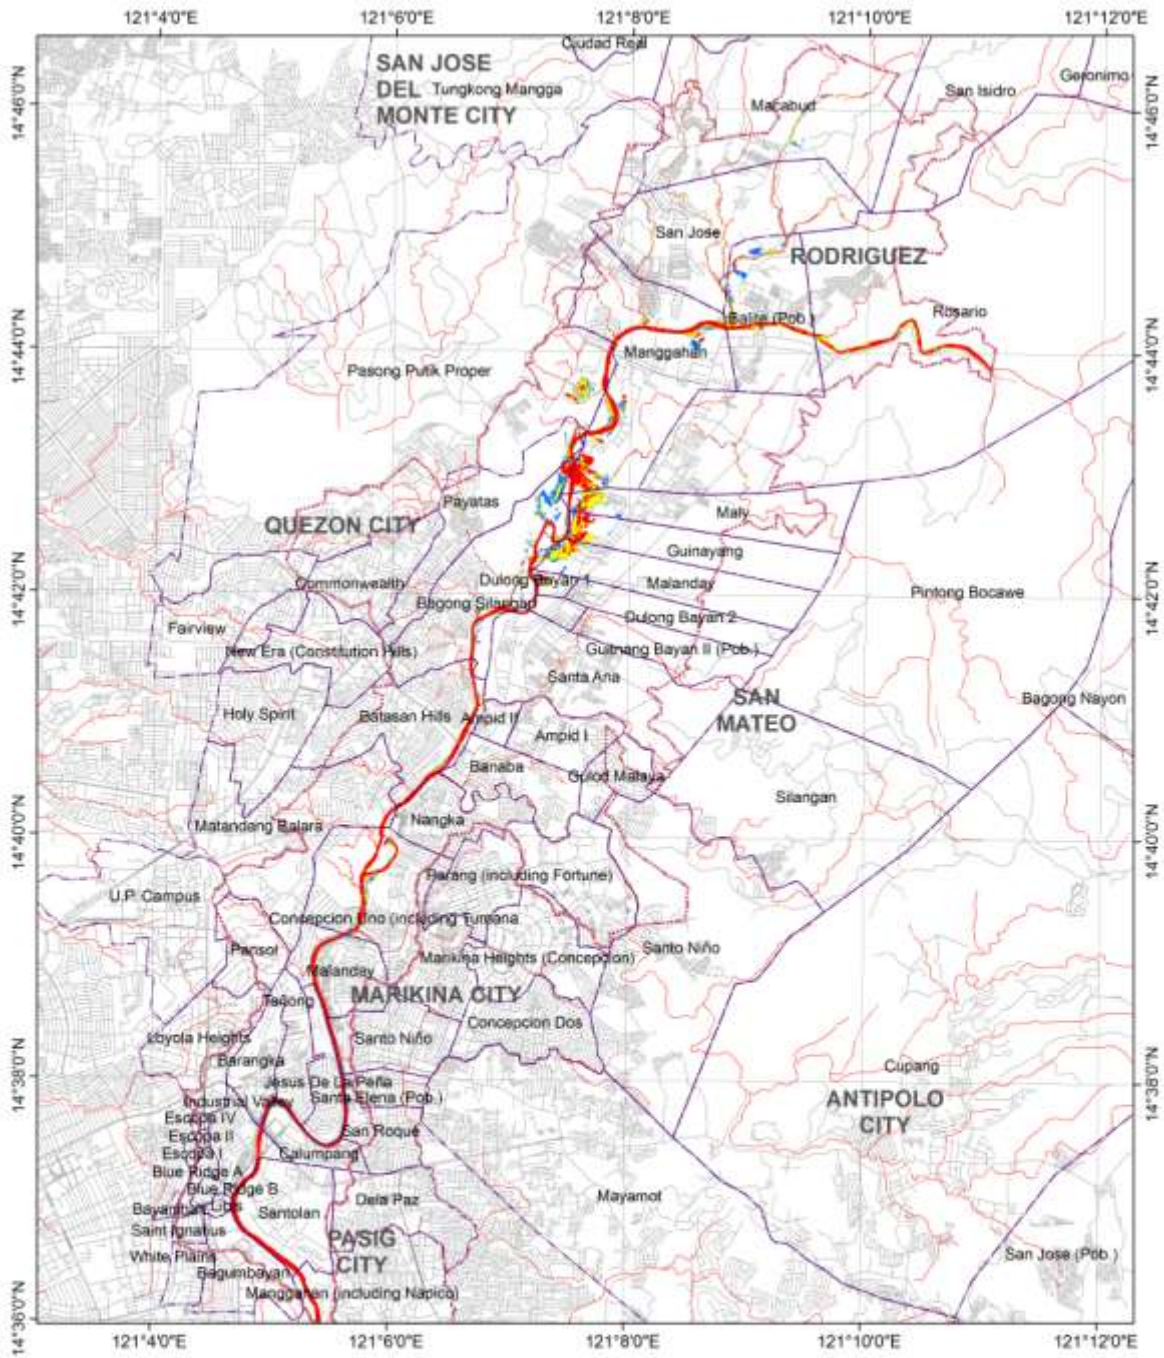 121°4'0"E
121°6'0"E
121°8'0"E
121°10'0"E
121°12'0"E
Ciudad Real
SAN JOSE
DEL
MONTE CITY
Tungkong Mangga
Geronimo
San Isidro
Macabud
14°46'0"N
14°46'0"N
San Jose
RODRIGUEZ
Balite (Pob.)
Rosario
Manggahan
14°44'0"N
14°44'0"N
Pasong Putik Proper
Payatas
QUEZON CITY
Maly
Guinayang
Commonwealth
Dulong Bayan 1
Malanday
14°42'0"N
14°42'0"N
Bagong Silangan
Pintong Bocawe
Dulong Bayan 2
Fairview
New Era (Constitution Hills)
Guitnang Bayan II (Pob.)
Santa Ana
SAN
MATEO
Bagong Nayon
Holy Spirit
Batasan Hills
Ampid II
Ampid I
Banaba
Gulod Malaya
Silangan
Matandang Balara
Nangka
14°40'0"N
14°40'0"N
Parang (including Fortune)
U.P. Campus
Concepcion Uno (including Tumana
Pansol
Marikina Heights (Concepcion)
Santo Niño
Malanday
MARIKINA CITY
Tañong
Concepcion Dos
Loyola Heights
Santo Niño
Barangka
Cupang
14°38'0"N
14°38'0"N
Jesus De La Peña
Industrial Valley
Santa Elena (Pob.)
ANTIPOLO
CITY
Escopa IV
Escopa II
San Roque
Escopa I
Calumpang
Blue Ridge A
Blue Ridge B
Dela Paz
Mayamot
Bayanihan
Libis
Santolan
Saint Ignatius
PASIG
CITY
White Plains
San Jose (Pob.)
Bagumbayan
Manggahan (including Napico)
14°36'0"N
14°36'0"N
121°4'0"E
121°6'0"E
121°8'0"E
121°10'0"E
121°12'0"E